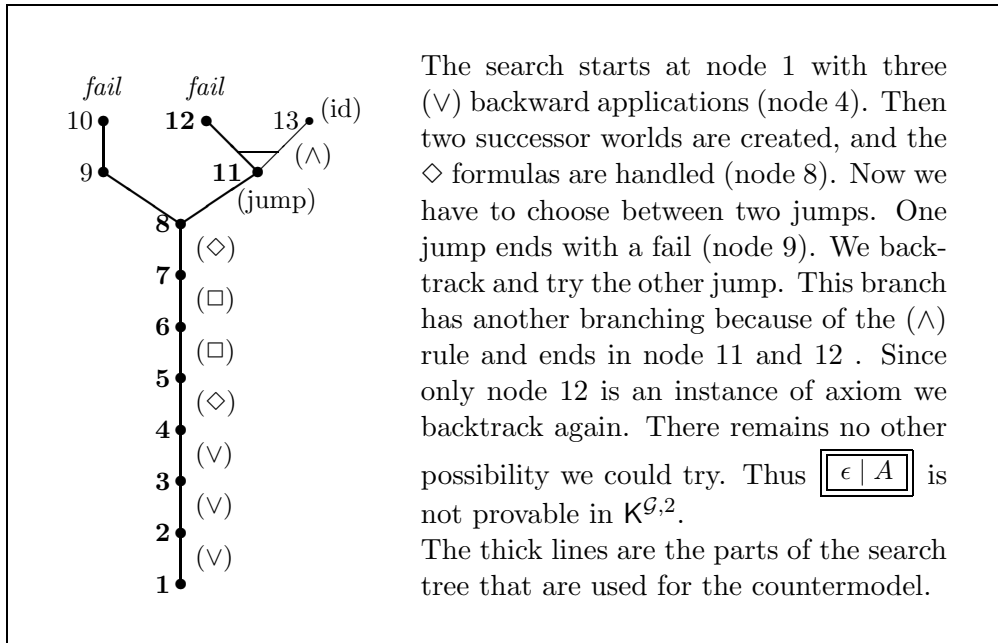 fail fail
10 12 13 (id)
(∧)
9 11
(jump)
8
(◇)
7
(□)
6
(□)
5
(◇)
4
(∨)
3
(∨)
2
(∨)
1
The search starts at node 1 with three
(∨) backward applications (node 4). Then
two successor worlds are created, and the
◇ formulas are handled (node 8). Now we
have to choose between two jumps. One
jump ends with a fail (node 9). We back-
track and try the other jump. This branch
has another branching because of the (∧)
rule and ends in node 11 and 12 . Since
only node 12 is an instance of axiom we
backtrack again. There remains no other
possibility we could try. Thus ϵ | A is
not provable in K𝒢,2.
The thick lines are the parts of the search
tree that are used for the countermodel.